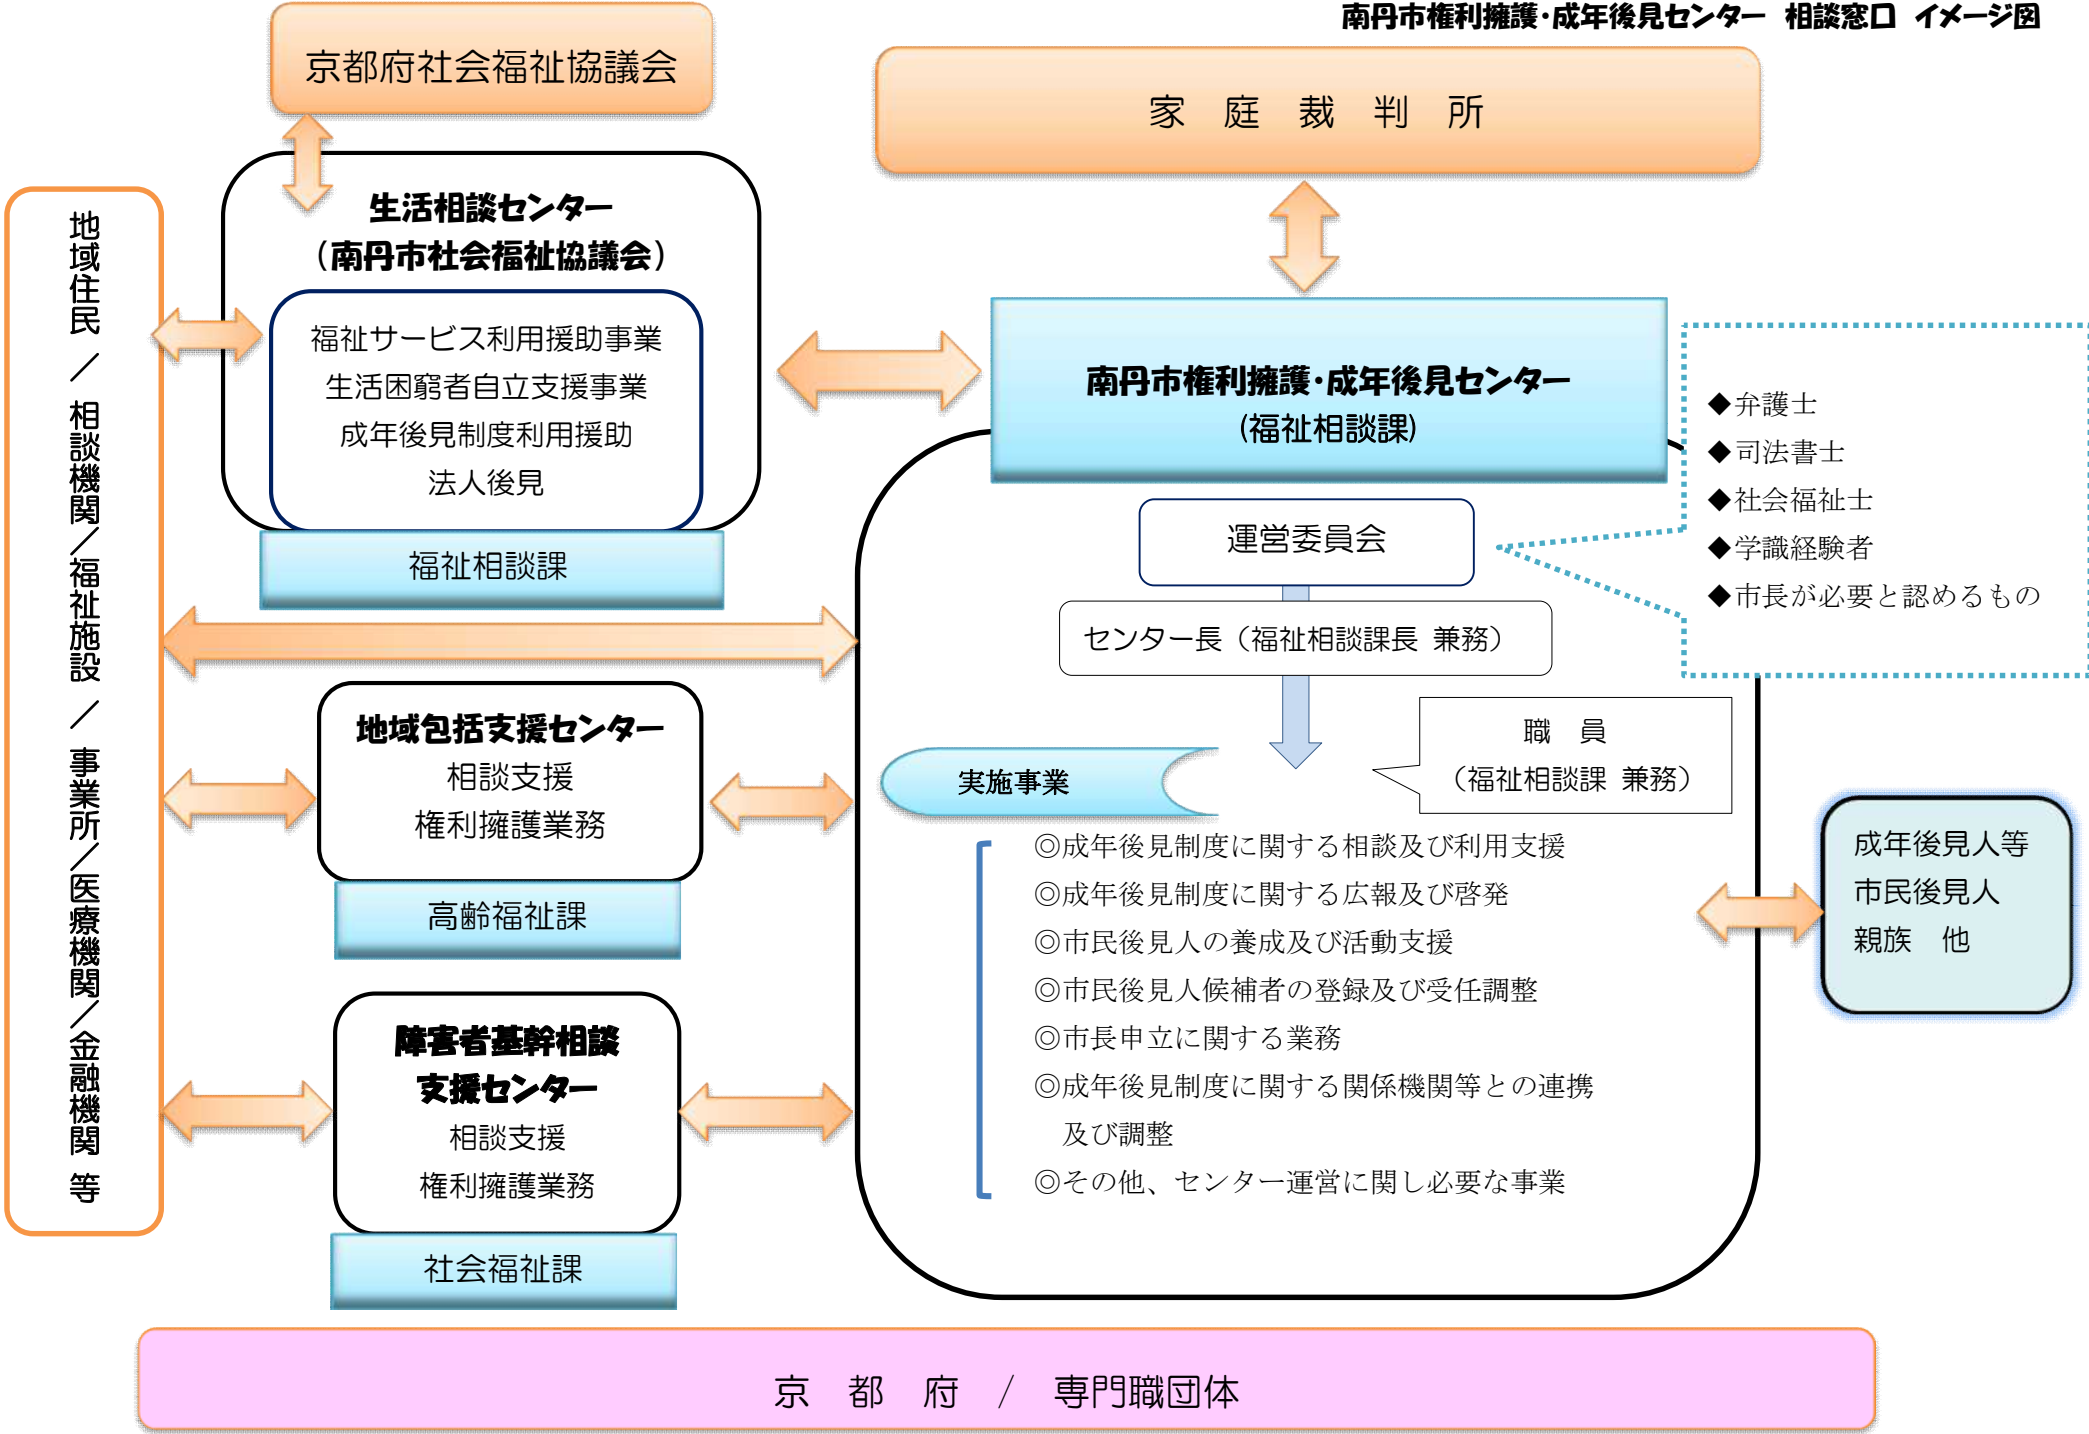 南丹市権利擁護・成年後見センター 相談窓口 イメージ図
京都府社会福祉協議会
家 庭 裁 判 所
生活相談センター
（南丹市社会福祉協議会）
福祉サービス利用援助事業
生活困窮者自立支援事業
成年後見制度利用援助
法人後見
福祉相談課
地域住民 ／ 相談機関／福祉施設 ／ 事業所／医療機関／金融機関 等
南丹市権利擁護・成年後見センター
(福祉相談課)
◆弁護士
◆司法書士
◆社会福祉士
◆学識経験者
◆市長が必要と認めるもの
運営委員会
センター長（福祉相談課長 兼務）
職 員
（福祉相談課 兼務）
地域包括支援センター
相談支援
権利擁護業務
高齢福祉課
障害者基幹相談
支援センター
相談支援
権利擁護業務
社会福祉課
実施事業
◎成年後見制度に関する相談及び利用支援
◎成年後見制度に関する広報及び啓発
◎市民後見人の養成及び活動支援
◎市民後見人候補者の登録及び受任調整
◎市長申立に関する業務
◎成年後見制度に関する関係機関等との連携
及び調整
◎その他、センター運営に関し必要な事業
成年後見人等
市民後見人
親族 他
京 都 府 / 専門職団体